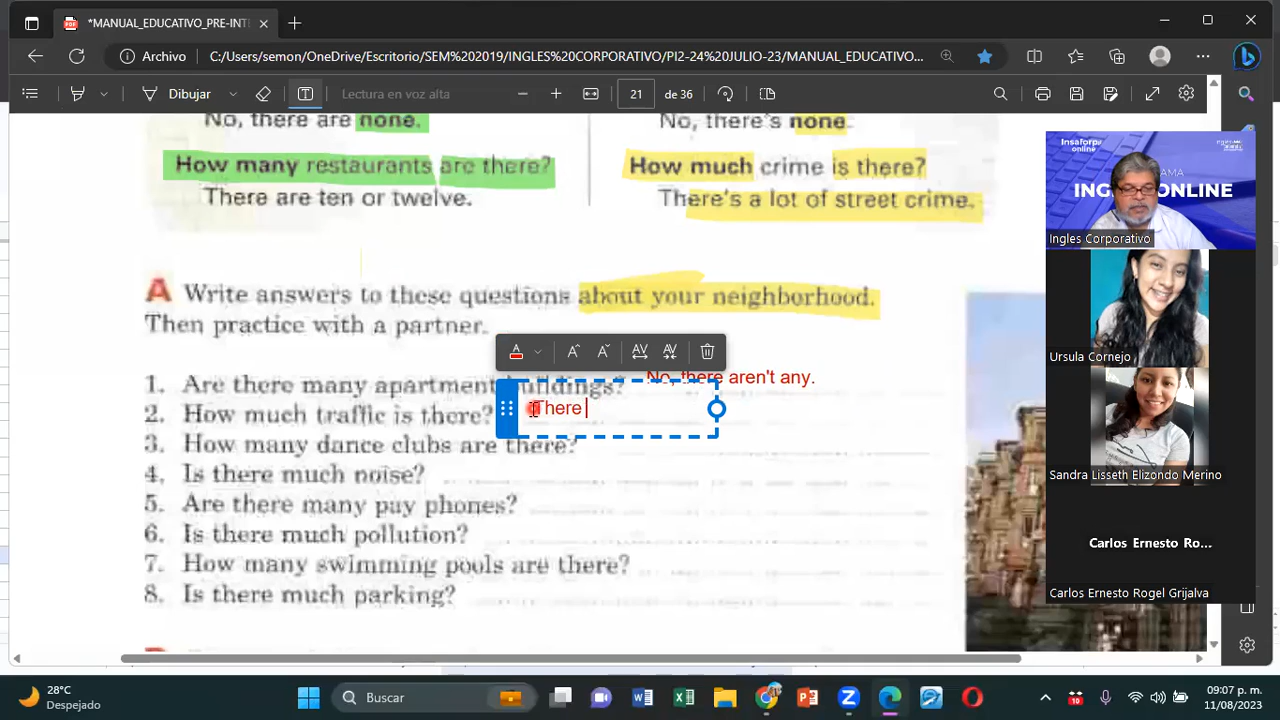 *MANUAL_EDUCATIVO_PRE-INT
Archivo
C:/Users/semon/OneDrive/Escritorio/SEM%202019/INGLES%20CORPORATIVO/PI2-24%20JULIO-23/MANUAL_EDUCATIVO_P...
Dibujar
Lectura en voz alta
21
de 36
No, there are none.
No, there's none.
How many restaurants are there?
How much crime is there?
There are ten or twelve.
There's a lot of street crime.
A Write answers to these questions about your neighborhood.
Then practice with a partner.
1. Are there many apartment buildings?
No, there aren't any.
2. How much traffic is there?
There
3. How many dance clubs are there?
4. Is there much noise?
5. Are there many pay phones?
6. Is there much pollution?
7. How many swimming pools are there?
8. Is there much parking?
Insaforp
online
INGLES ONLINE
Ingles Corporativo
Ursula Cornejo
Sandra Lisseth Elizondo Merino
Carlos Ernesto Ro...
Carlos Ernesto Rogel Grijalva
28°C
Despejado
Buscar
09:07 p. m.
11/08/2023